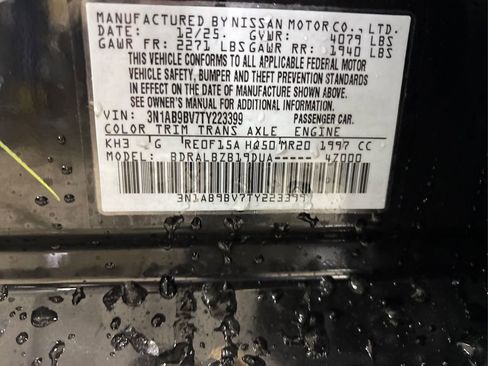 MANUFACTURED BY NISSAN MOTOR CO., LTD.
DATE: 12/25. GVWR: 4079 LBS
GAWR FR: 2271 LBS GAWR RR: 1940 LBS
THIS VEHICLE CONFORMS TO ALL APPLICABLE FEDERAL MOTOR
VEHICLE SAFETY, BUMPER AND THEFT PREVENTION STANDARDS
IN EFFECT ON THE DATE OF MANUFACTURE SHOWN ABOVE.
SEE OWNER'S MANUAL FOR ADDITIONAL INFORMATION.
VIN: 3N1AB9BV7TY223399 PASSENGER CAR.
COLOR TRIM TRANS AXLE ENGINE
KH3 G RE0F15A HQ50 MR20 1997 CC
MODEL: BDRALBZB19DUA------ 47000
3N1AB9BV7TY223399